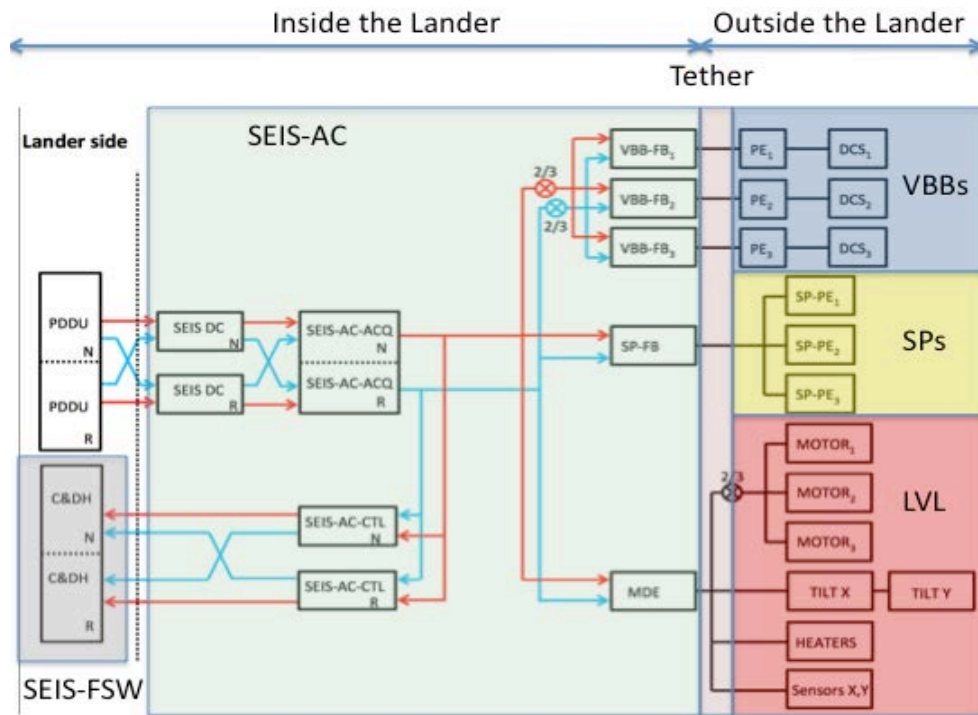 Inside the Lander
Outside the Lander
Tether
Lander side
SEIS-AC
VBBs
SPs
LVL
SEIS-FSW
PDDU
N
PDDU
R
C&DH
N
C&DH
R
SEIS DC
N
SEIS DC
R
SEIS-AC-ACQ
N
SEIS-AC-ACQ
R
SEIS-AC-CTL
N
SEIS-AC-CTL
R
2/3
2/3
VBB-FB₁
VBB-FB₂
VBB-FB₃
SP-FB
MDE
PE₁
DCS₁
PE₂
DCS₂
PE₃
DCS₃
SP-PE₁
SP-PE₂
SP-PE₃
2/3
MOTOR₁
MOTOR₂
MOTOR₃
TILT X
TILT Y
HEATERS
Sensors X,Y